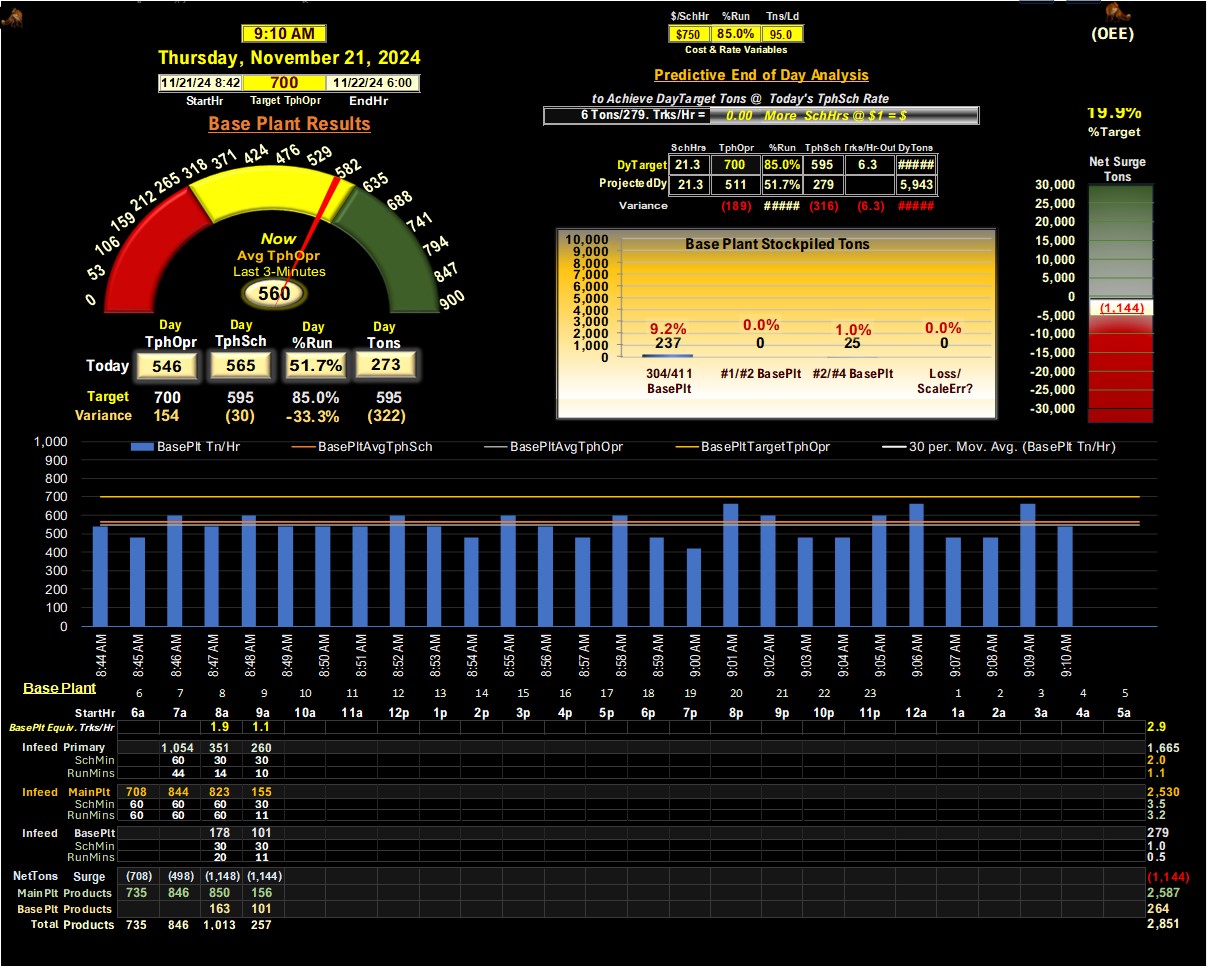 $/SchHr %Run Tns/Ld
$750 85.0% 95.0
Cost & Rate Variables
(OEE)
9:10 AM
Thursday, November 21, 2024
11/21/24 8:42 700 11/22/24 6:00
StartHr Target TphOpr EndHr
Base Plant Results
Predictive End of Day Analysis
to Achieve DayTarget Tons @ Today's TphSch Rate
6 Tons/279. Trks/Hr = 0.00 More SchHrs @ $1 = $
19.9%
%Target
SchHrs TphOpr %Run TphSch Trks/Hr-Out DyTons
DyTarget 21.3 700 85.0% 595 6.3 #####
ProjectedDy 21.3 511 51.7% 279 5,943
Variance (189) ##### (316) (6.3) #####
Net Surge
Tons
30,000
25,000
20,000
15,000
10,000
5,000
0
(1,144)
-5,000
-10,000
-15,000
-20,000
-25,000
-30,000
0 53 106 159 212 265 318 371 424 476 529 582 635 688 741 794 847 900
Now
Avg TphOpr
Last 3-Minutes
560
Day Day Day Day
TphOpr TphSch %Run Tons
Today 546 565 51.7% 273
Target 700 595 85.0% 595
Variance 154 (30) -33.3% (322)
Base Plant Stockpiled Tons
10,000
9,000
8,000
7,000
6,000
5,000
4,000
3,000
2,000
1,000
0
9.2% 0.0% 1.0% 0.0%
237 0 25 0
304/411 #1/#2 BasePlt #2/#4 BasePlt Loss/
BasePlt ScaleErr?
BasePlt Tn/Hr BasePltAvgTphSch BasePltAvgTphOpr BasePltTargetTphOpr 30 per. Mov. Avg. (BasePlt Tn/Hr)
1,000
900
800
700
600
500
400
300
200
100
0
8:44 AM 8:45 AM 8:46 AM 8:47 AM 8:48 AM 8:49 AM 8:50 AM 8:51 AM 8:52 AM 8:53 AM 8:54 AM 8:55 AM 8:56 AM 8:57 AM 8:58 AM 8:59 AM 9:00 AM 9:01 AM 9:02 AM 9:03 AM 9:04 AM 9:05 AM 9:06 AM 9:07 AM 9:08 AM 9:09 AM 9:10 AM
Base Plant 6 7 8 9 10 11 12 13 14 15 16 17 18 19 20 21 22 23 1 2 3 4 5
StartHr 6a 7a 8a 9a 10a 11a 12p 1p 2p 3p 4p 5p 6p 7p 8p 9p 10p 11p 12a 1a 2a 3a 4a 5a
BasePlt Equiv. Trks/Hr 1.9 1.1 2.9
Infeed Primary 1,054 351 260 1,665
SchMin 60 30 30 2.0
RunMins 44 14 10 1.1
Infeed MainPlt 708 844 823 155 2,530
SchMin 60 60 60 30 3.5
RunMins 60 60 60 11 3.2
Infeed BasePlt 178 101 279
SchMin 30 30 1.0
RunMins 20 11 0.5
NetTons Surge (708) (498) (1,148) (1,144) (1,144)
MainPlt Products 735 846 850 156 2,587
BasePlt Products 163 101 264
Total Products 735 846 1,013 257 2,851